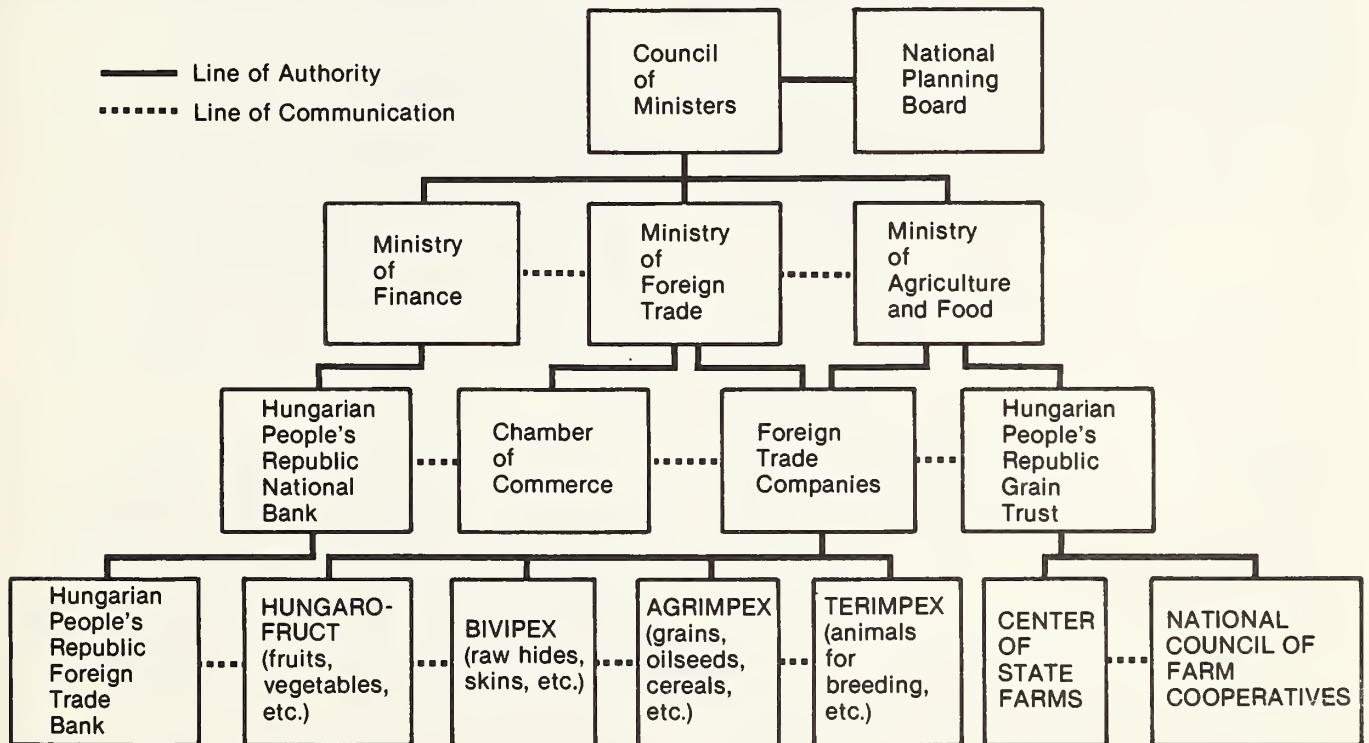 Line of Authority
Line of Communication
Council
of
Ministers
National
Planning
Board
Ministry
of
Finance
Ministry
of
Foreign
Trade
Ministry
of
Agriculture
and Food
Hungarian
People's
Republic
National
Bank
Chamber
of
Commerce
Foreign
Trade
Companies
Hungarian
People's
Republic
Grain
Trust
Hungarian
People's
Republic
Foreign
Trade
Bank
HUNGARO-
FRUCT
(fruits,
vegetables,
etc.)
BIVIPEX
(raw hides,
skins, etc.)
AGRIMPEX
(grains,
oilseeds,
cereals,
etc.)
TERIMPEX
(animals
for
breeding,
etc.)
CENTER
OF
STATE
FARMS
NATIONAL
COUNCIL OF
FARM
COOPERATIVES